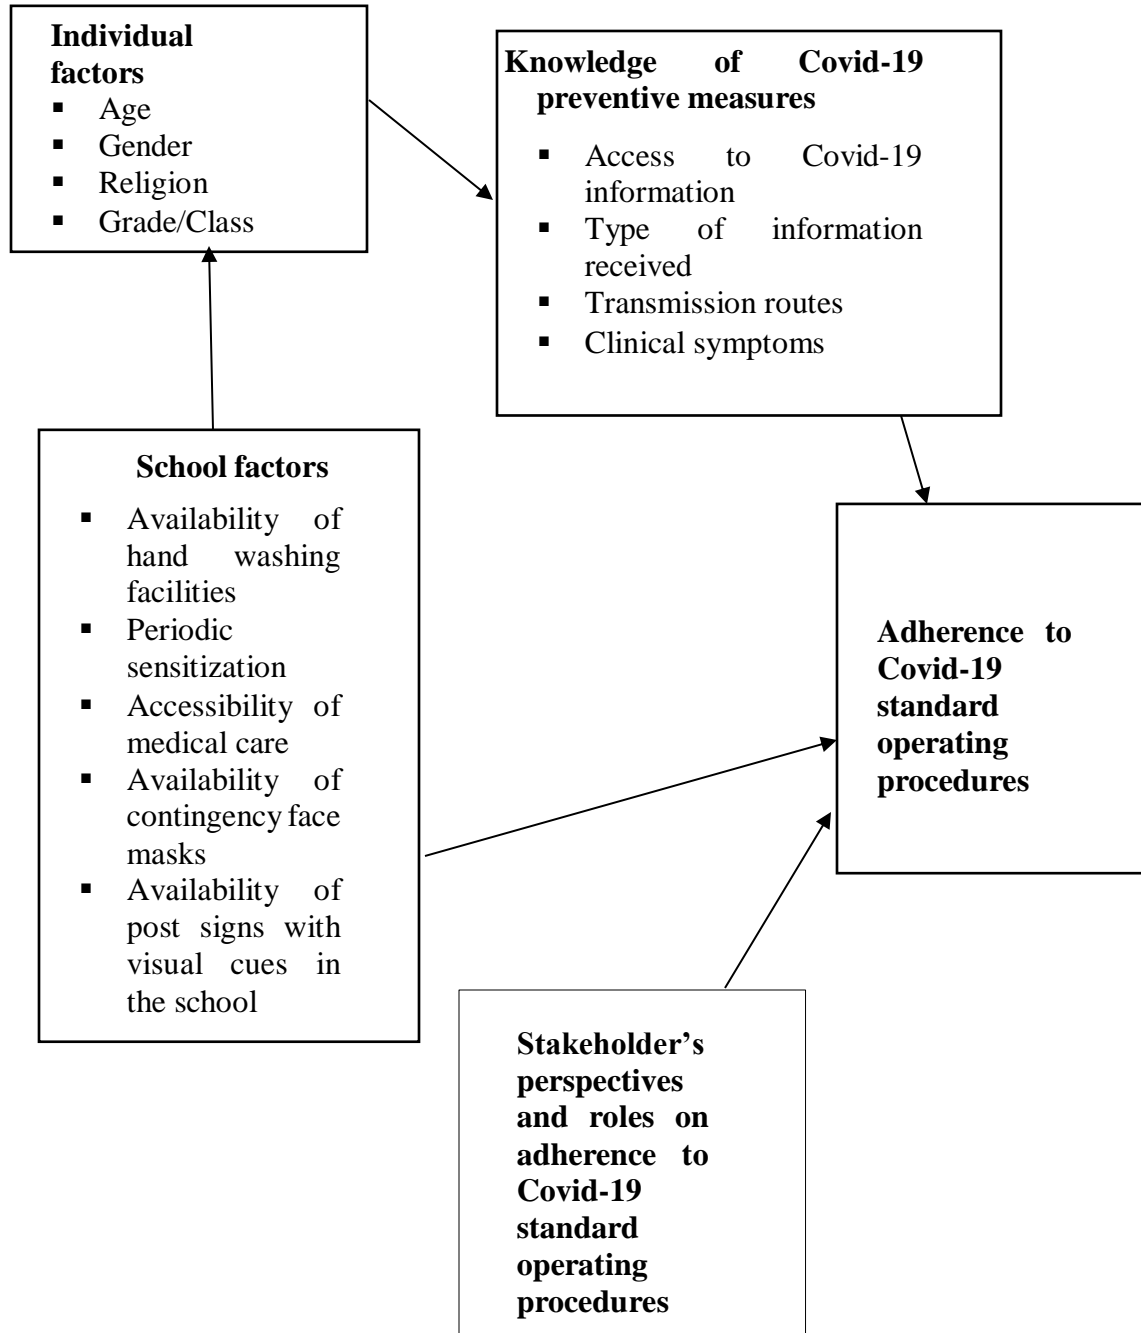 Individual
factors
▪ Age
▪ Gender
▪ Religion
▪ Grade/Class
Knowledge of Covid-19
preventive measures
▪ Access to Covid-19
information
▪ Type of information
received
▪ Transmission routes
▪ Clinical symptoms
School factors
▪ Availability of
hand washing
facilities
▪ Periodic
sensitization
▪ Accessibility of
medical care
▪ Availability of
contingency face
masks
▪ Availability of
post signs with
visual cues in
the school
Adherence to
Covid-19
standard
operating
procedures
Stakeholder’s
perspectives
and roles on
adherence to
Covid-19
standard
operating
procedures